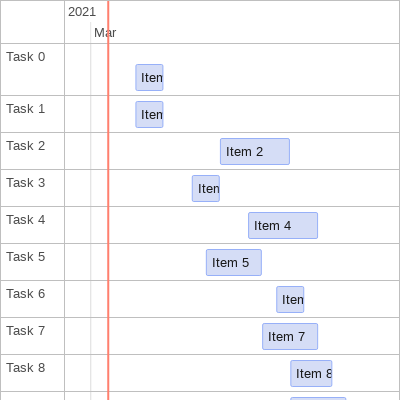 2021
Mar
Task 0
Item
Task 1
Item
Task 2
Item 2
Task 3
Item
Task 4
Item 4
Task 5
Item 5
Task 6
Item
Task 7
Item 7
Task 8
Item 8